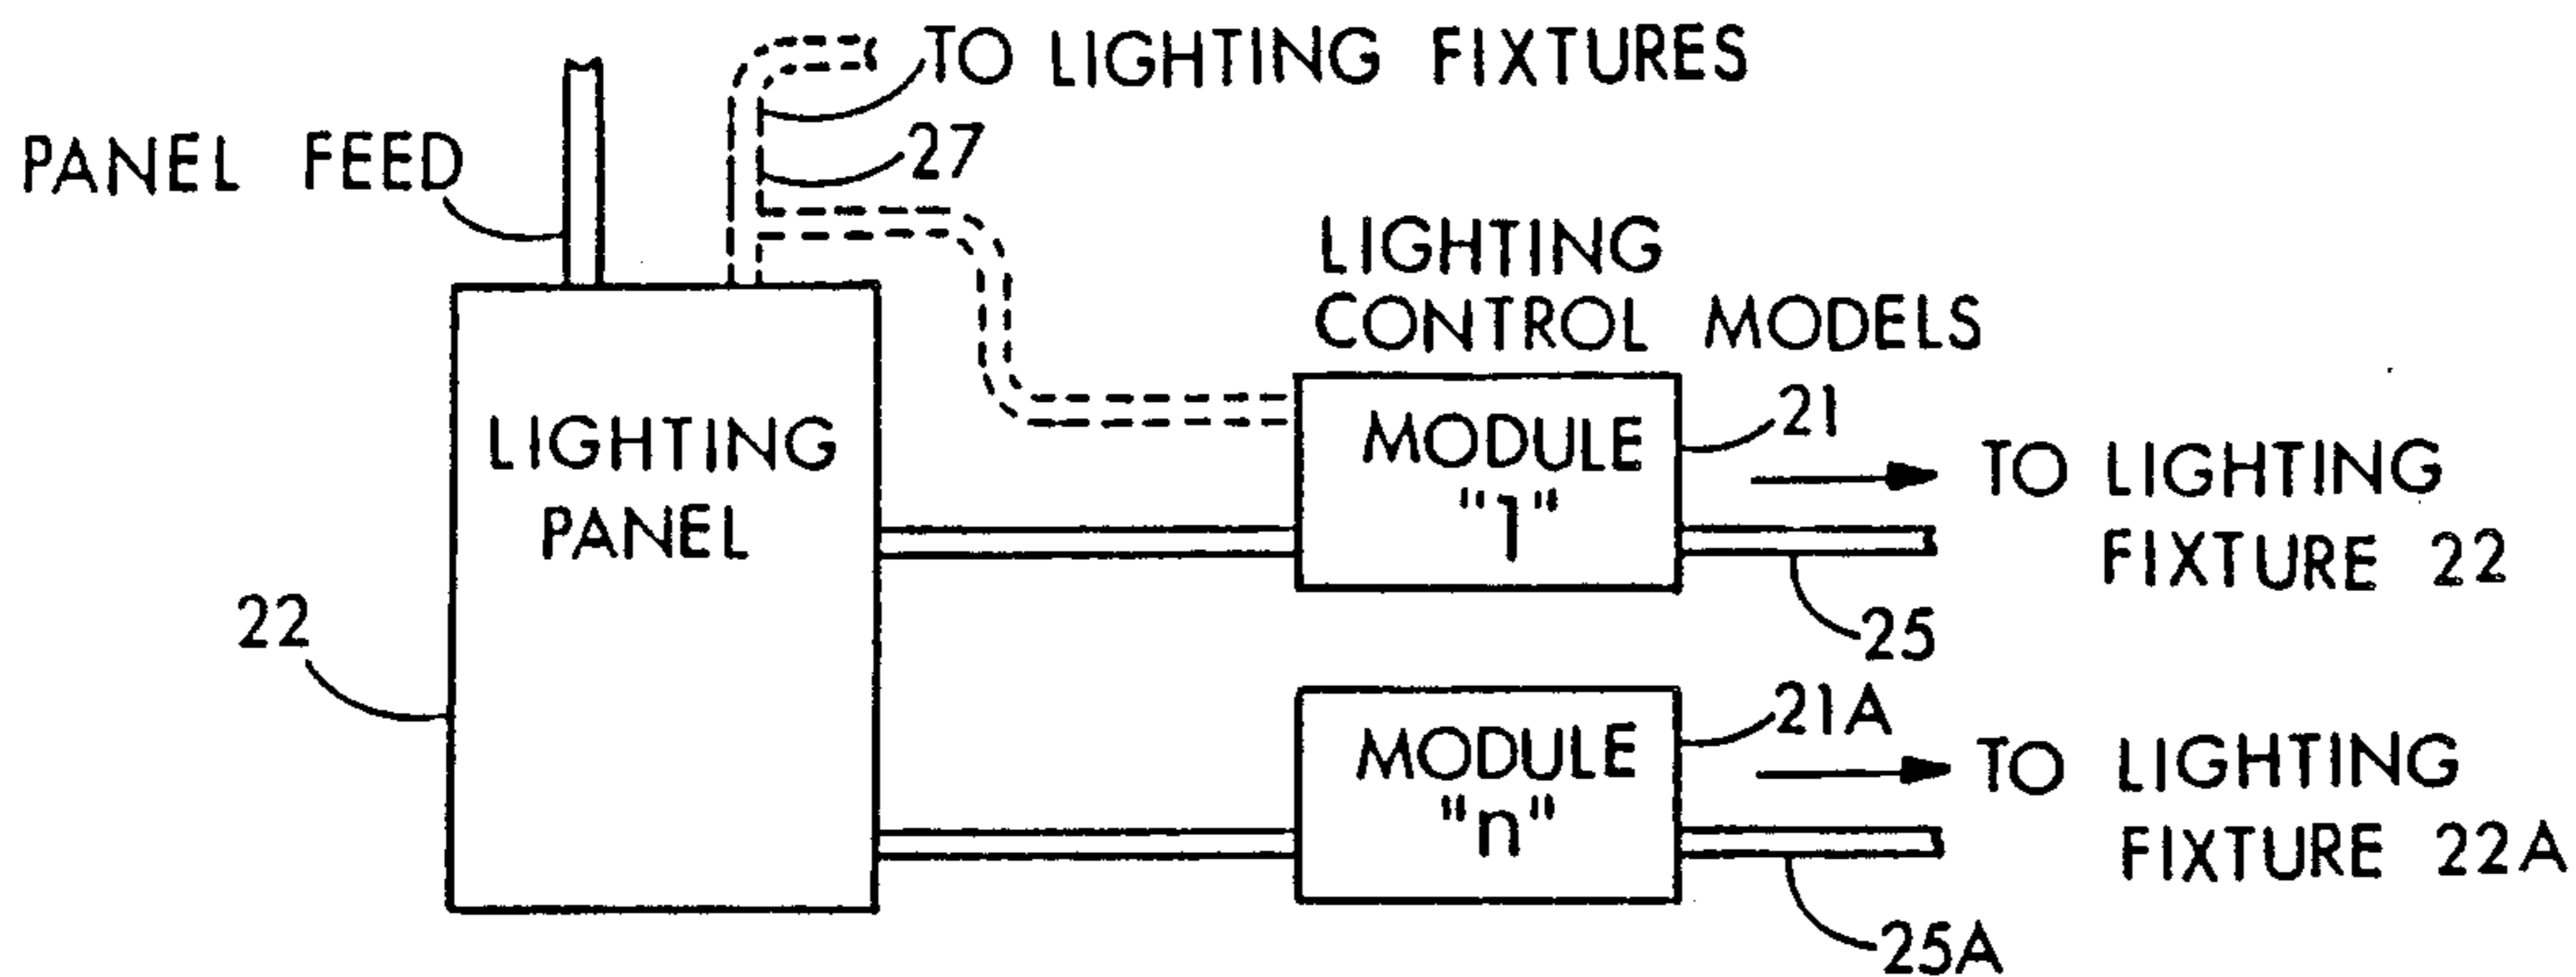 TO LIGHTING FIXTURES
PANEL FEED
27
LIGHTING
CONTROL MODELS
LIGHTING
PANEL
MODULE
"1"
21
TO LIGHTING
FIXTURE 22
22
25
MODULE
"n"
21A
TO LIGHTING
FIXTURE 22A
25A